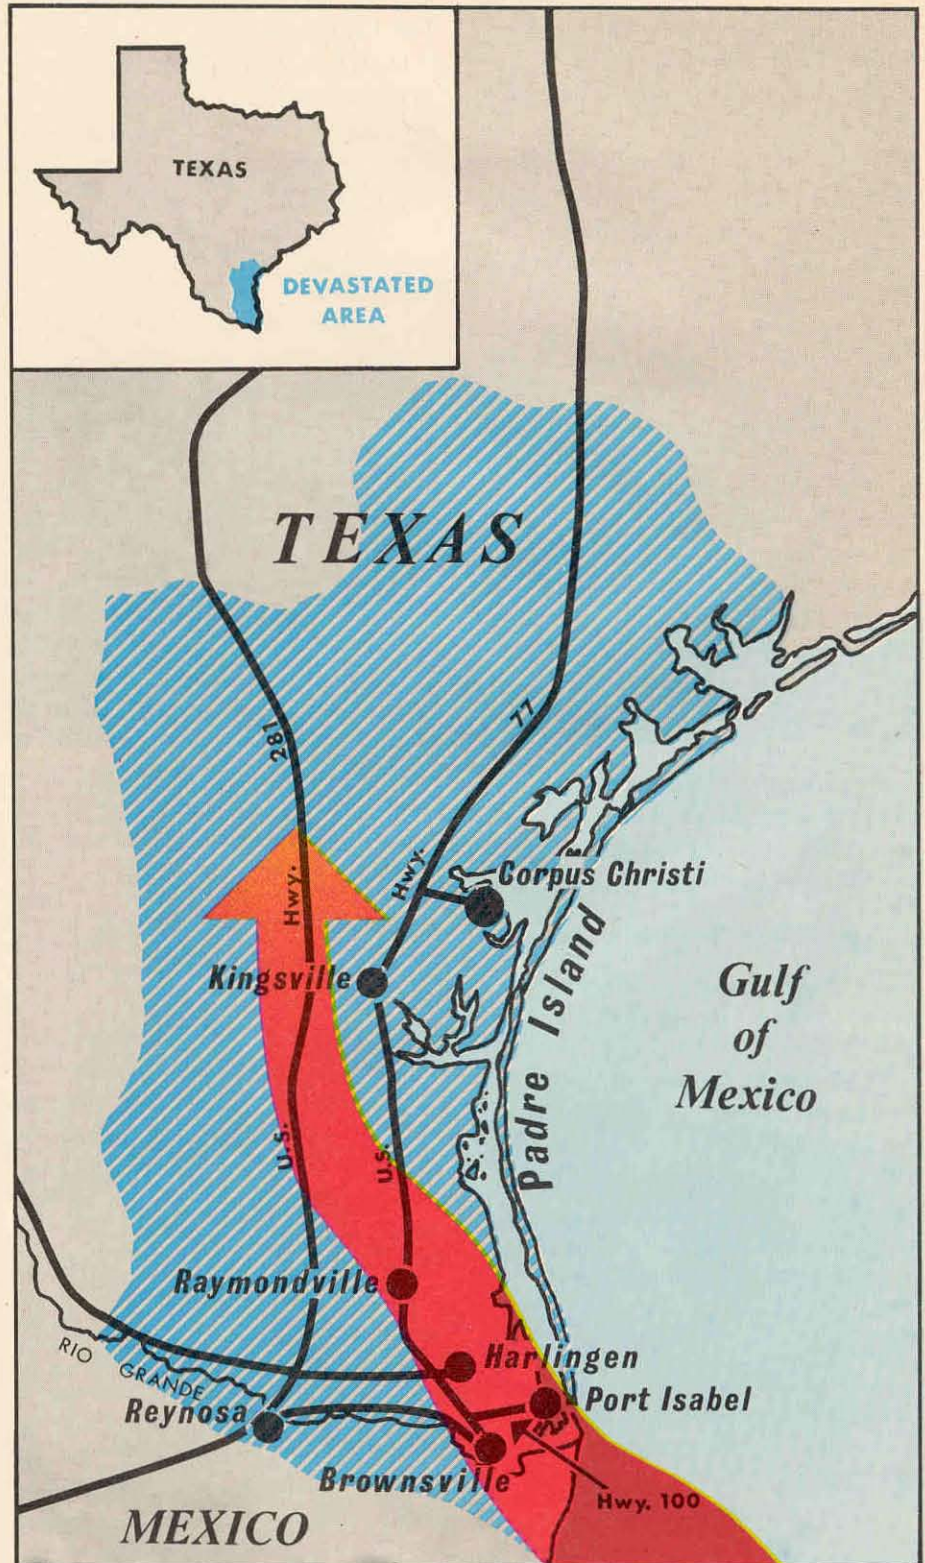 TEXAS
DEVASTATED
AREA
TEXAS
281
77
Hwy.
Hwy.
Corpus Christi
Kingsville
Padre Island
Gulf
of
Mexico
U.S.
U.S.
Raymondville
RIO GRANDE
Harlingen
Port Isabel
Reynosa
Brownsville
Hwy. 100
MEXICO